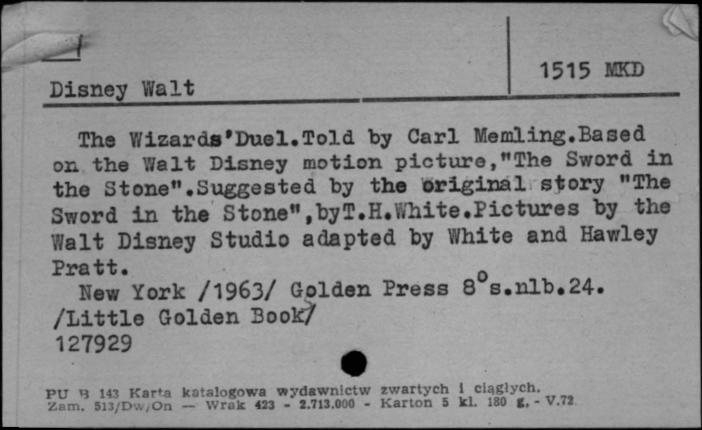 1515 MKD
Disney Walt
The Wizards'Duel.Told by Carl Memling.Based
on the Walt Disney motion picture,"The Sword in
the Stone".Suggested by the original story "The
Sword in the Stone",byT.H.White.Pictures by the
Walt Disney Studio adapted by White and Hawley
Pratt.
New York /1963/ Golden Press 8°s.nlb.24.
/Little Golden Book/
127929
PU B 143 Karta katalogowa wydawnictw zwartych i ciągłych.
Zam. 513/Dw/On — Wrak 423 - 2.713.000 - Karton 5 kl. 180 g. - V.72